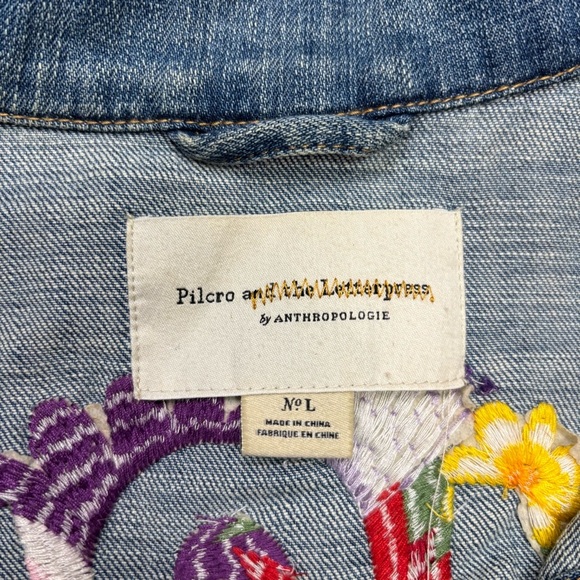 Pilcro and the Letterpress
by ANTHROPOLOGIE
Nº L
MADE IN CHINA
FABRIQUE EN CHINE